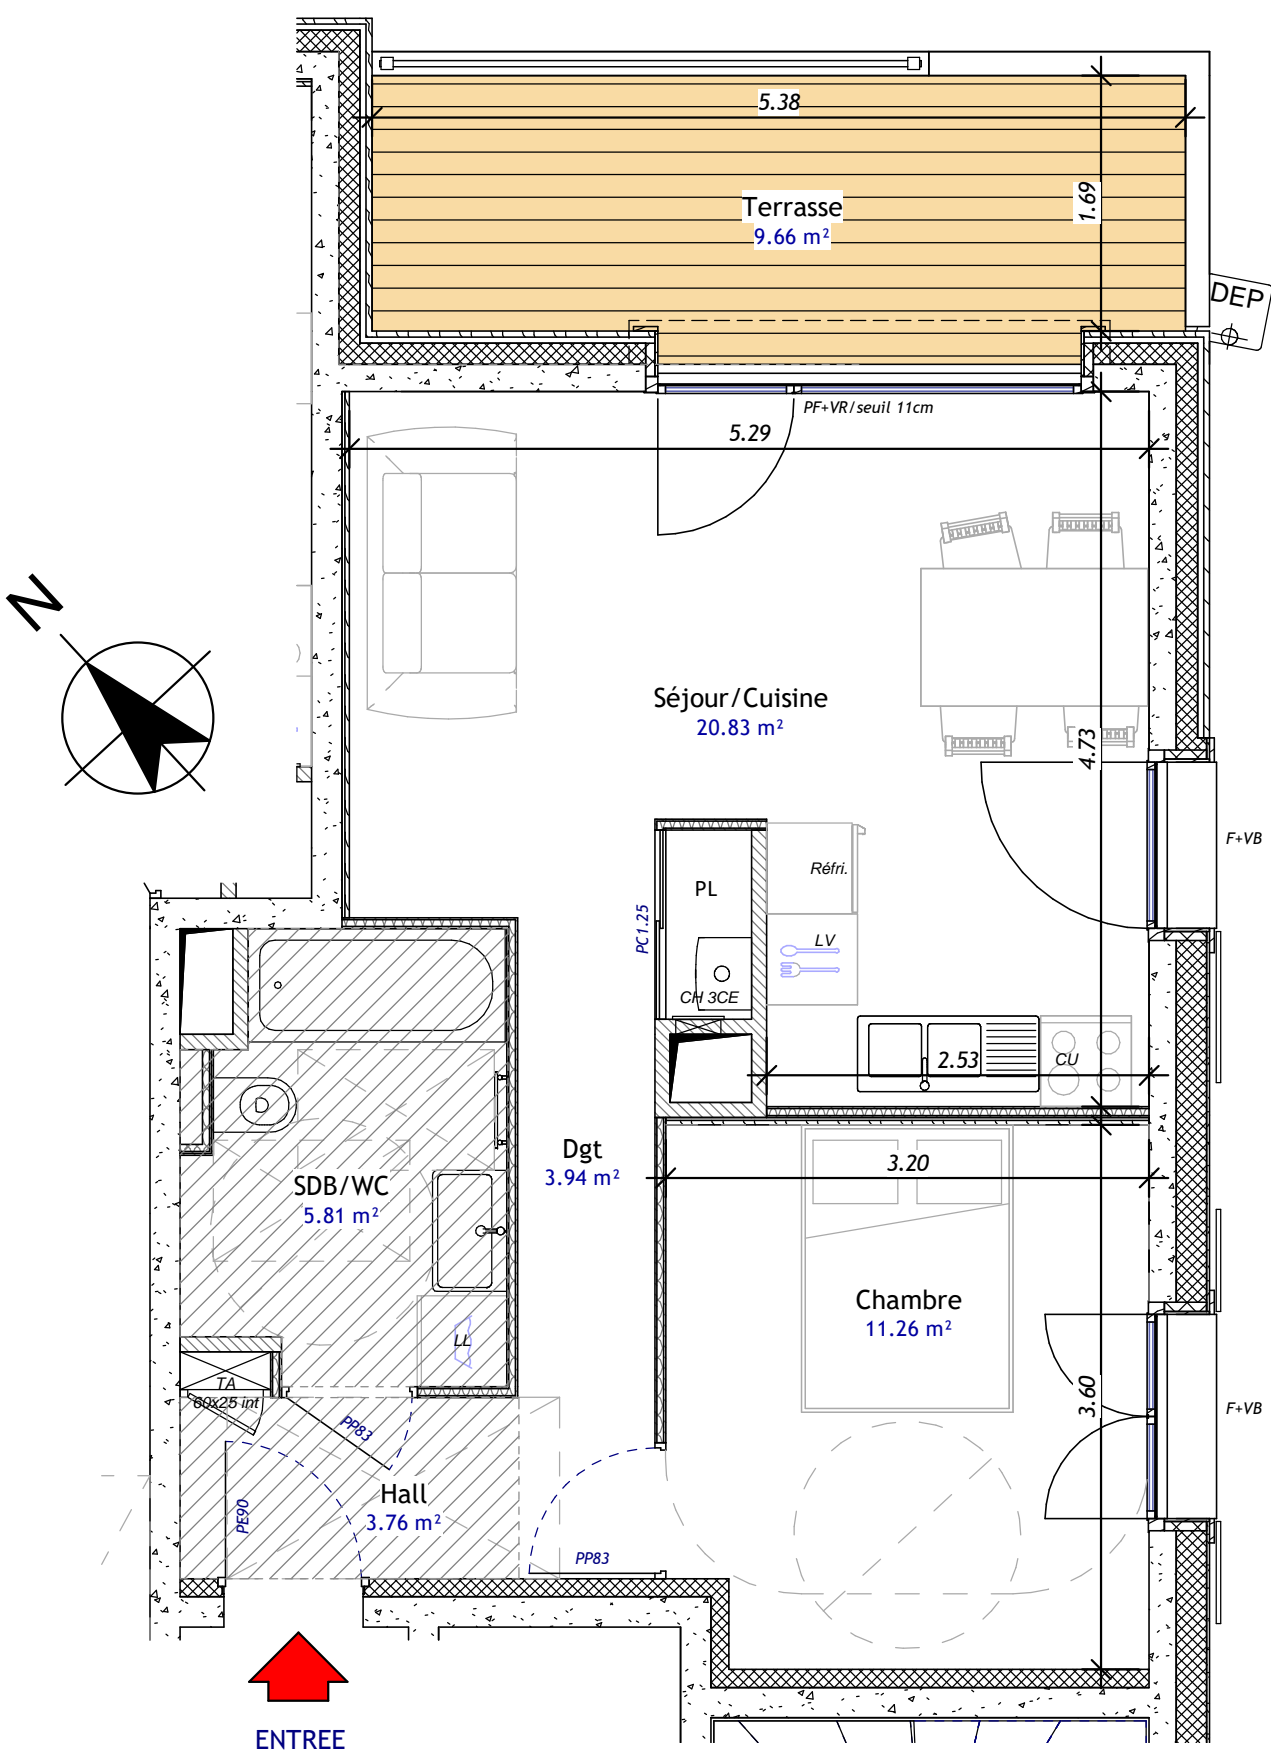 5.38
1.69
Terrasse
9.66 m²
DEP
PF+VR/seuil 11cm
5.29
N
Séjour/Cuisine
20.83 m²
4.73
F+VB
Réfri.
PL
PC1.25
LV
CH 3CE
2.53
CU
Dgt
3.94 m²
3.20
SDB/WC
5.81 m²
Chambre
11.26 m²
LL
TA
60x25 int
PP83
3.60
F+VB
Hall
3.76 m²
PE90
PP83
ENTREE